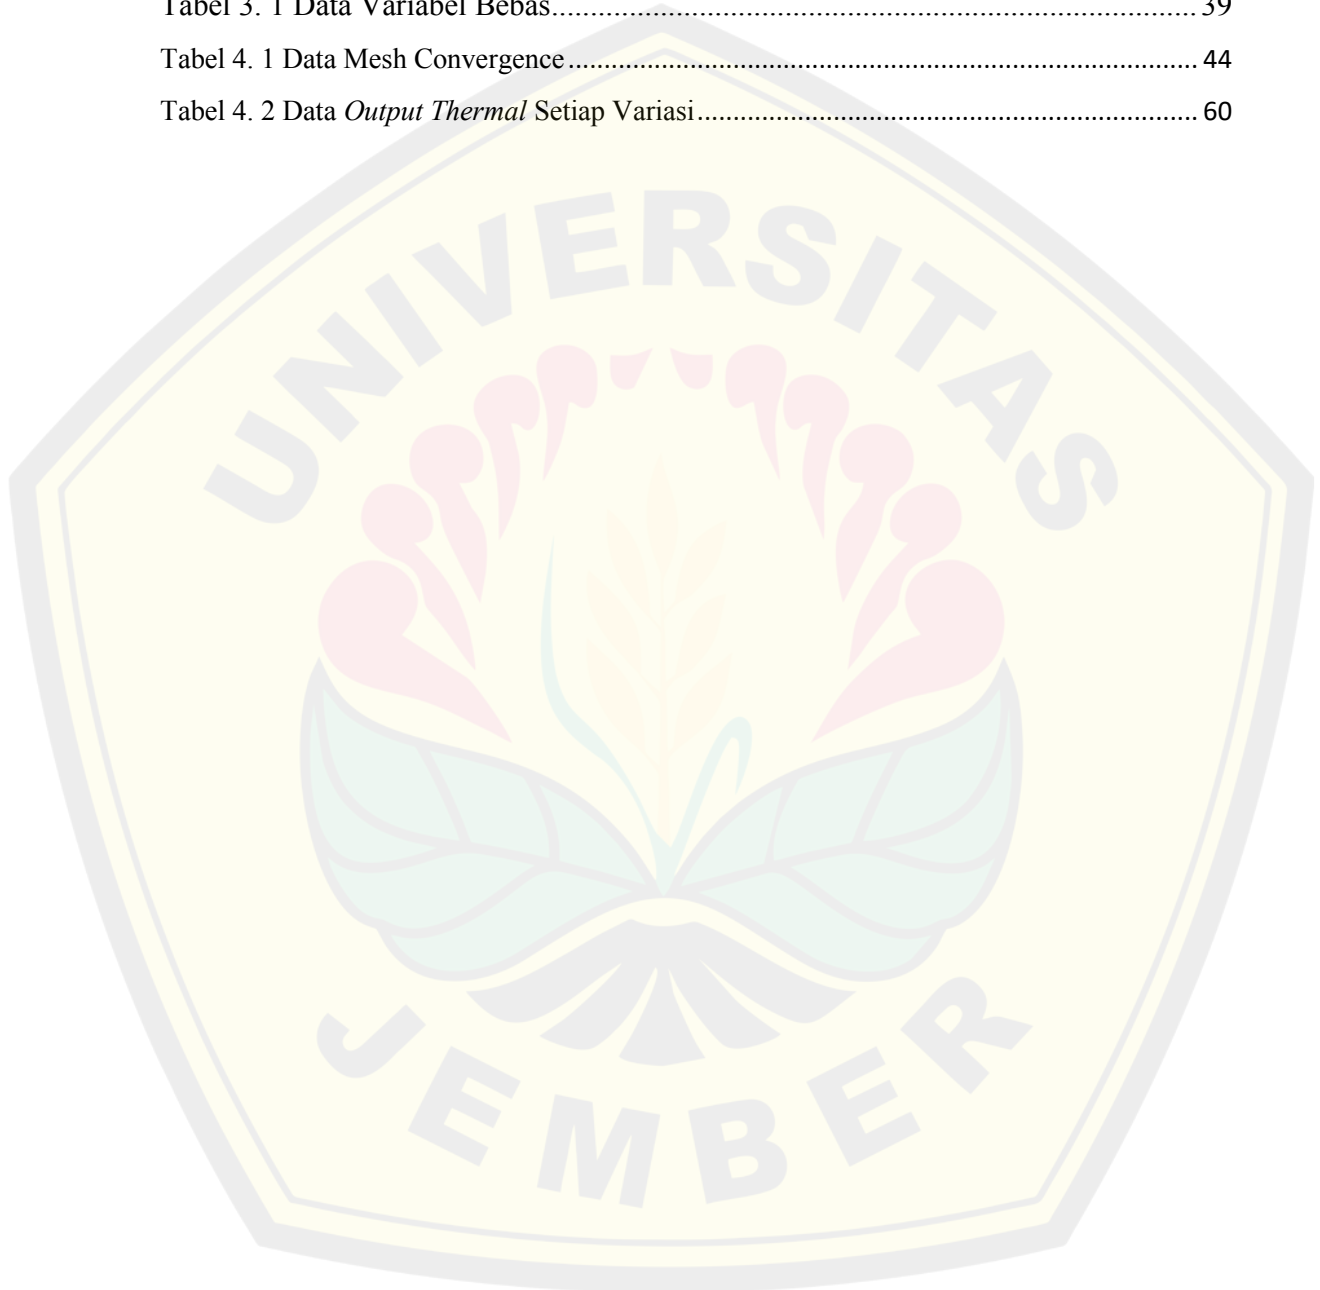 Tabel 3. 1 Data Variabel Bebas........................................................................................ 39
Tabel 4. 1 Data Mesh Convergence........................................................................................ 44
Tabel 4. 2 Data Output Thermal Setiap Variasi...................................................................... 60
UNIVERSITAS
JEMBER